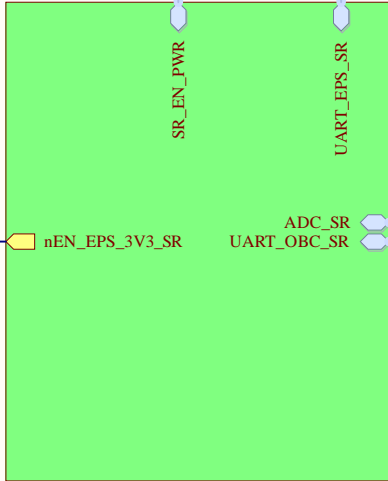 SR_EN_PWR
UART_EPS_SR
ADC_SR
nEN_EPS_3V3_SR
UART_OBC_SR